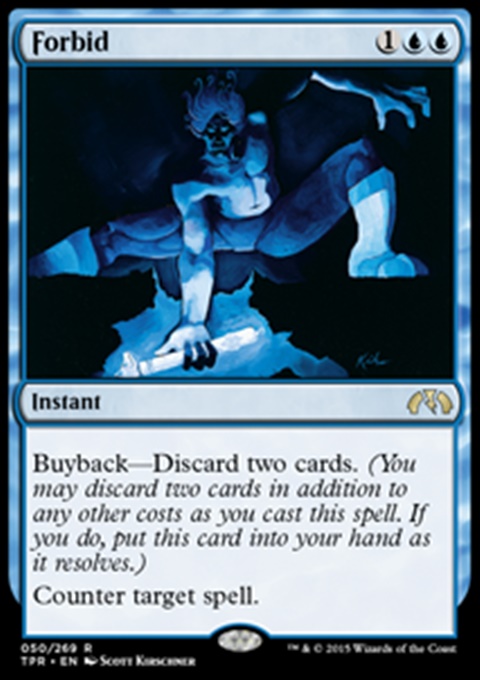 Forbid 1
Instant
Buyback—Discard two cards. (You
may discard two cards in addition to
any other costs as you cast this spell. If
you do, put this card into your hand as
it resolves.)
Counter target spell.
050/269 R
TPR • EN Scott Kirschner
™ & © 2015 Wizards of the Coast